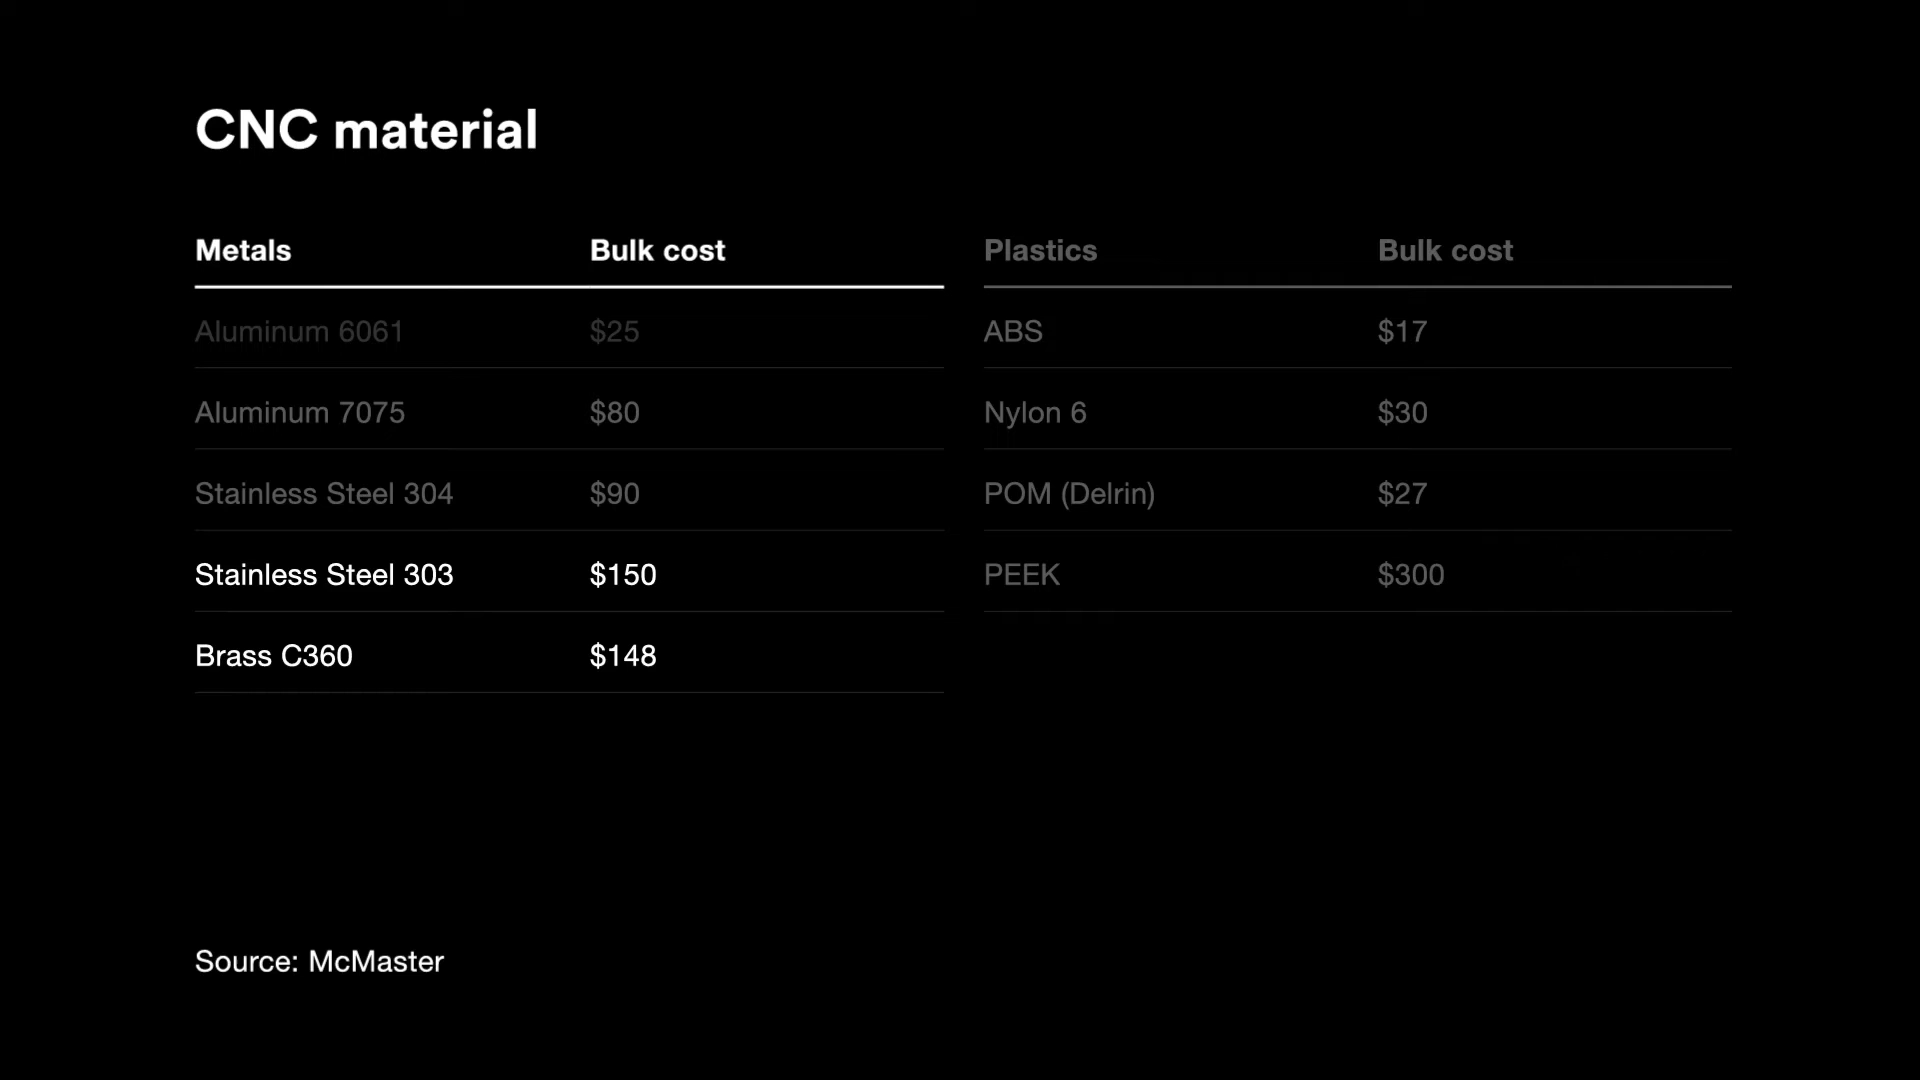 CNC material
Metals Bulk cost Plastics Bulk cost
Aluminum 6061 $25 ABS $17
Aluminum 7075 $80 Nylon 6 $30
Stainless Steel 304 $90 POM (Delrin) $27
Stainless Steel 303 $150 PEEK $300
Brass C360 $148
Source: McMaster